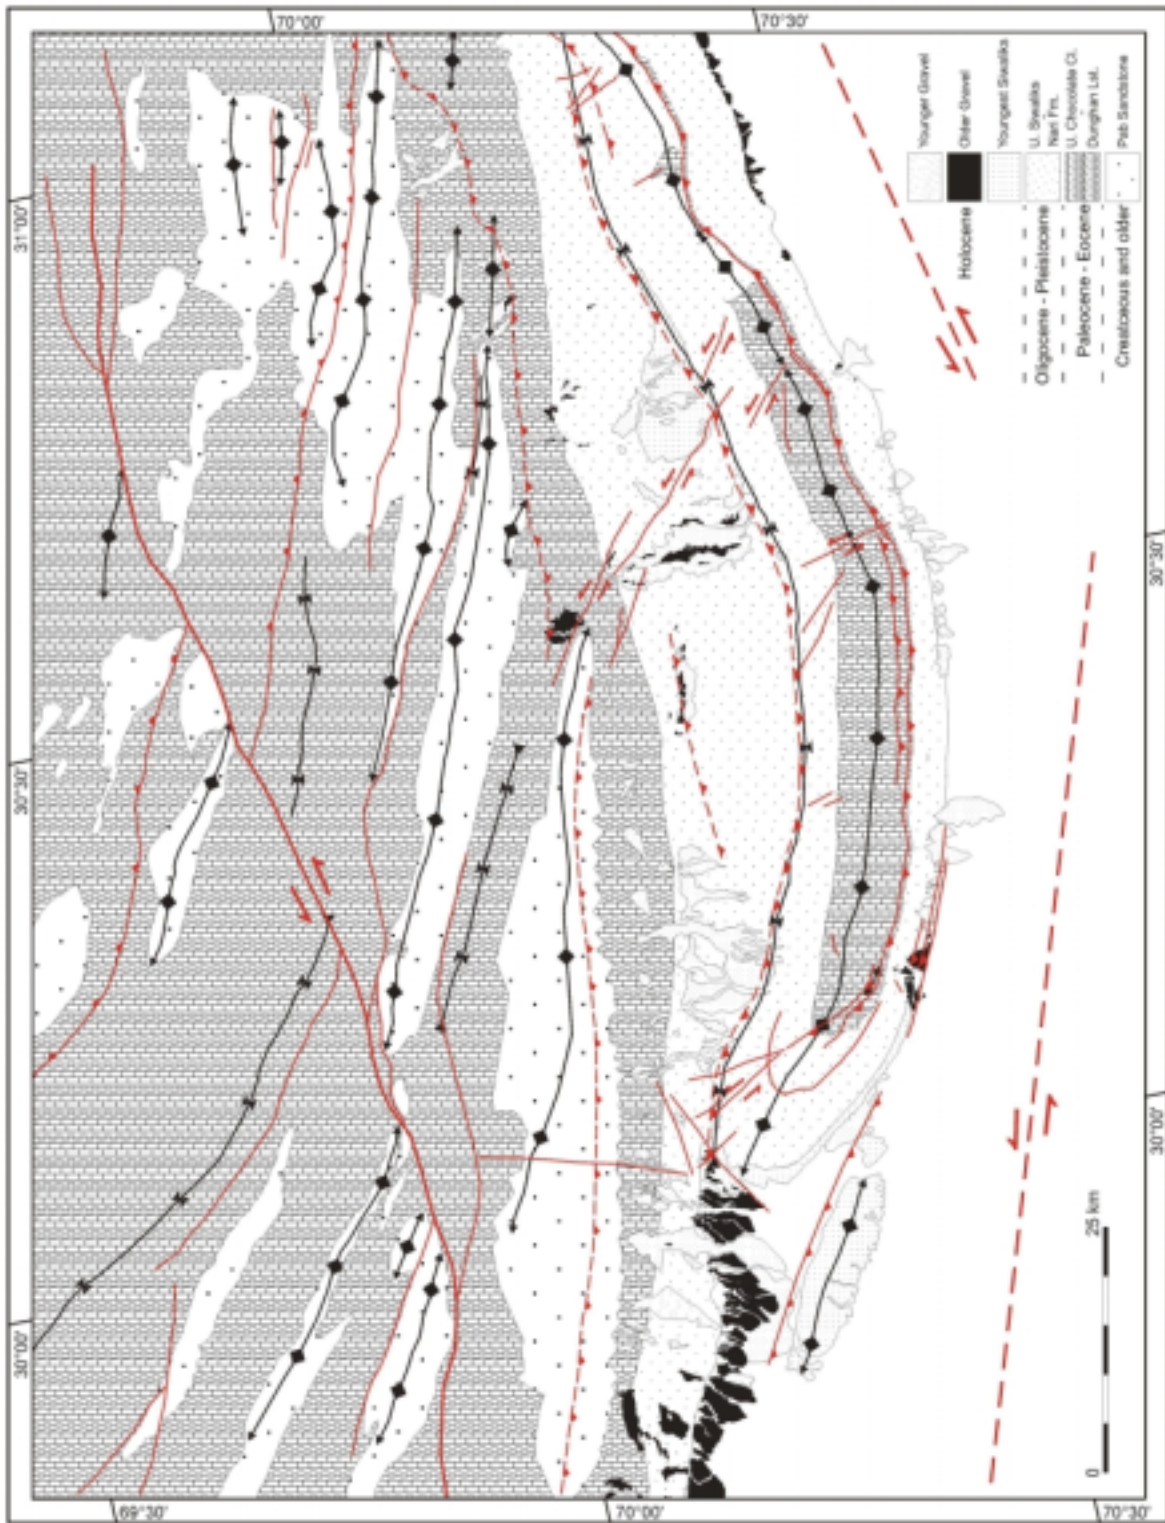 70°00'
70°30'
31°00'
30°30'
30°00'
30°30'
30°00'
69°30'
70°00'
70°30'
Younger Gravel
Older Gravel
Youngest Siwaliks
U. Siwaliks
-
Nari Fm.
U. Chocolate Cl.
-
Dunghan Lst.
Pab Sandstone
Holocene
Oligocene - Pleistocene
Paleocene - Eocene
Creatceous and older
0
25 km